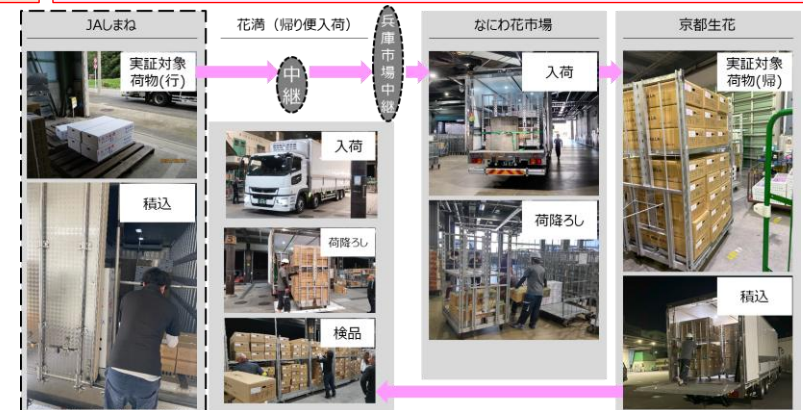 JAしまね
花満（帰り便入荷）
なにわ花市場
京都生花
実証対象
荷物(行)
積込
中継
兵庫市場中継
入荷
荷降ろし
検品
入荷
荷降ろし
実証対象
荷物(帰)
積込